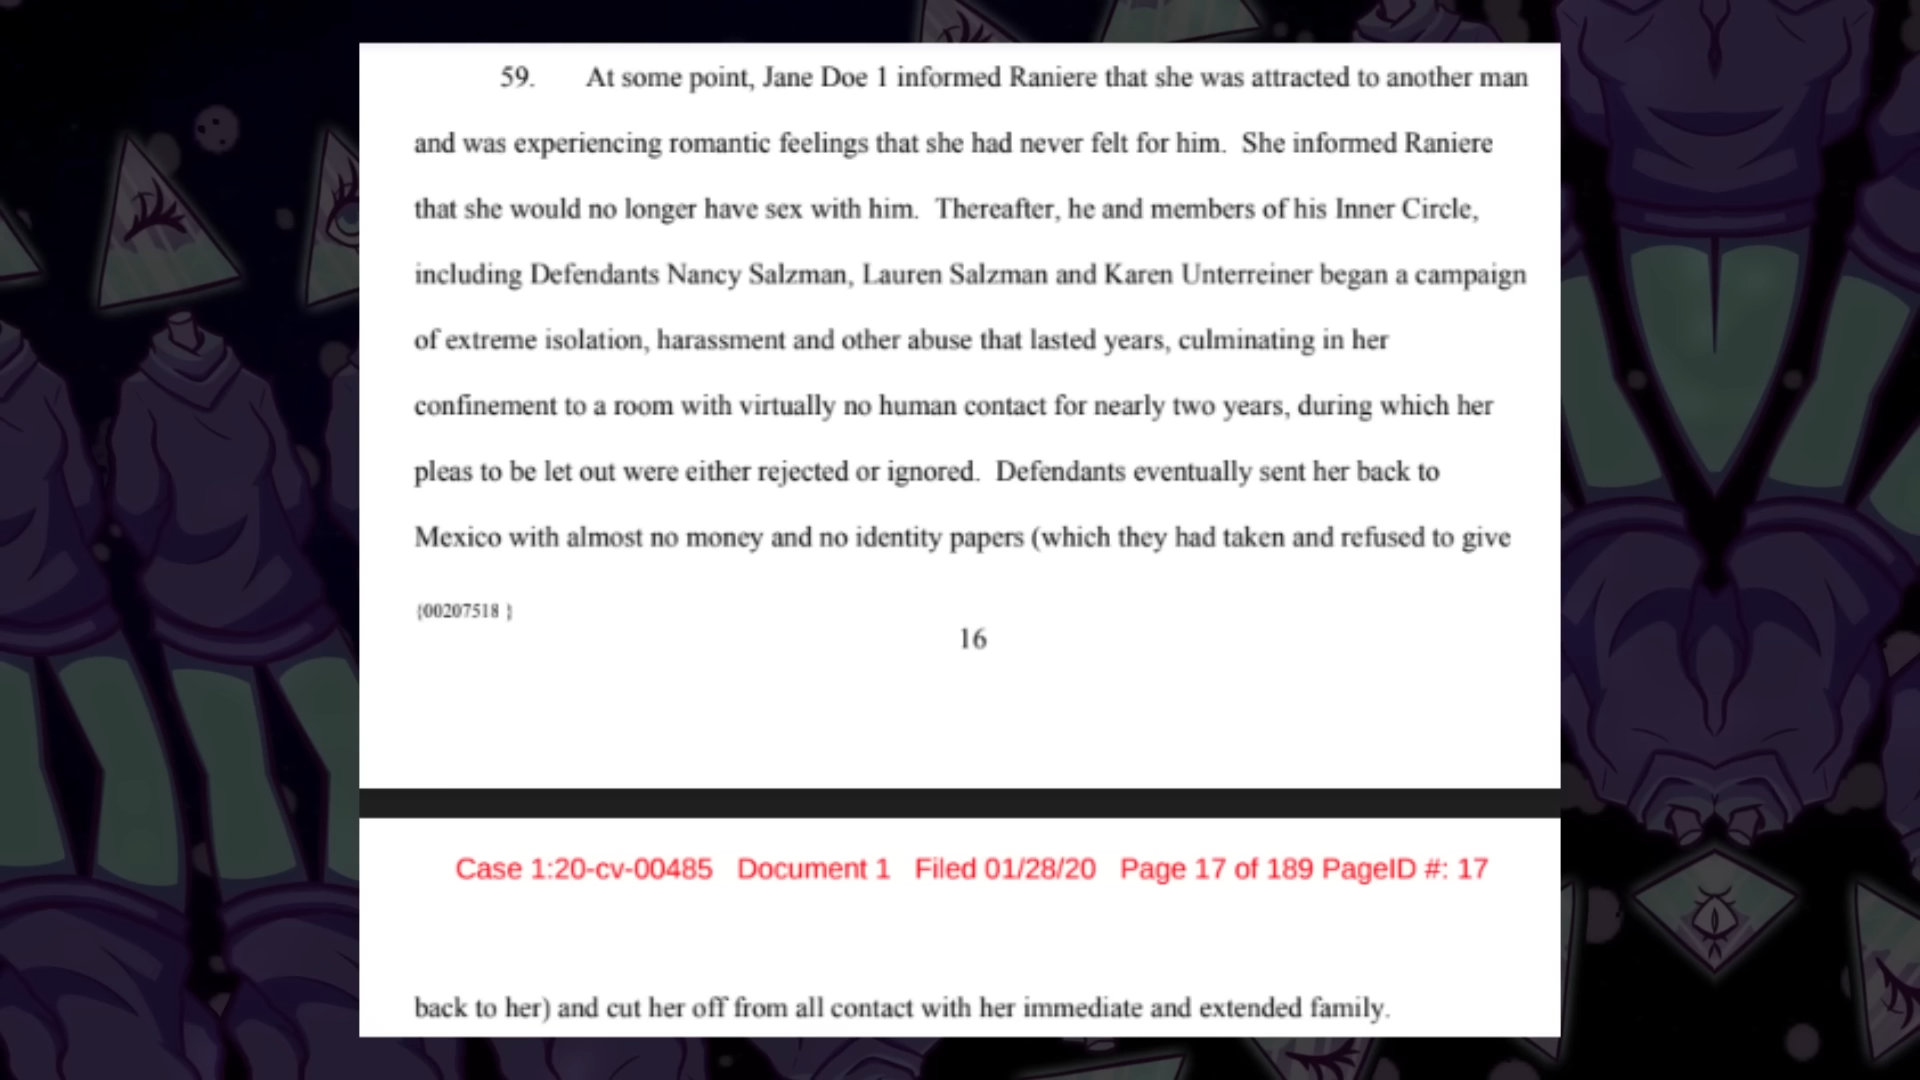 59. At some point, Jane Doe 1 informed Raniere that she was attracted to another man
and was experiencing romantic feelings that she had never felt for him. She informed Raniere
that she would no longer have sex with him. Thereafter, he and members of his Inner Circle,
including Defendants Nancy Salzman, Lauren Salzman and Karen Unterreiner began a campaign
of extreme isolation, harassment and other abuse that lasted years, culminating in her
confinement to a room with virtually no human contact for nearly two years, during which her
pleas to be let out were either rejected or ignored. Defendants eventually sent her back to
Mexico with almost no money and no identity papers (which they had taken and refused to give
{00207518 }
16
Case 1:20-cv-00485 Document 1 Filed 01/28/20 Page 17 of 189 PageID #: 17
back to her) and cut her off from all contact with her immediate and extended family.